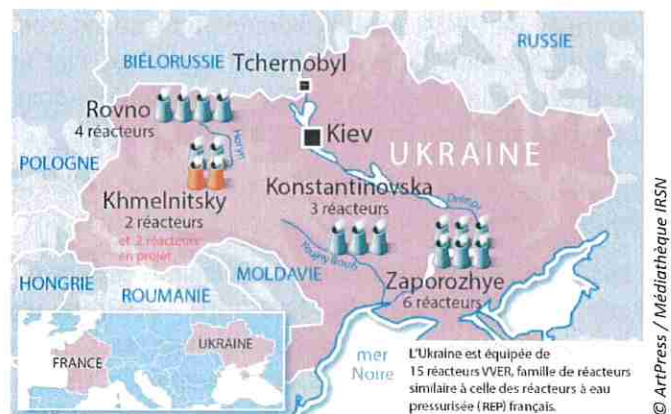 RUSSIE
BIÉLORUSSIE
Tchernobyl
Rovno
4 réacteurs
Horyn
Kiev
POLOGNE
UKRAINE
Khmelnitsky
2 réacteurs
et 2 réacteurs
en projet
Konstantinovska
3 réacteurs
Dniepr
HONGRIE
MOLDAVIE
ROUMANIE
Zaporozhye
6 réacteurs
FRANCE
UKRAINE
mer
Noire
L'Ukraine est équipée de
15 réacteurs VVER, famille de réacteurs
similaire à celle des réacteurs à eau
pressurisée (REP) français.
© ArtPress / Médiathèque IRSN